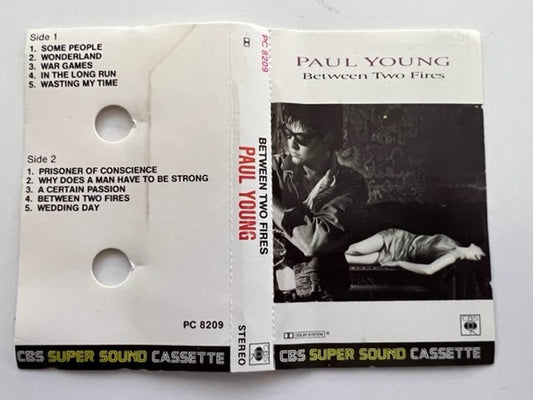 Side 1
1. SOME PEOPLE
2. WONDERLAND
3. WAR GAMES
4. IN THE LONG RUN
5. WASTING MY TIME
Side 2
1. PRISONER OF CONSCIENCE
2. WHY DOES A MAN HAVE TO BE STRONG
3. A CERTAIN PASSION
4. BETWEEN TWO FIRES
5. WEDDING DAY
PC 8209
CBS SUPER SOUND CASSETTE
PC 8209
BETWEEN TWO FIRES
PAUL YOUNG
STEREO
PAUL YOUNG
Between Two Fires
DOLBY SYSTEM ®
CBS
CBS SUPER SOUND CASSETTE